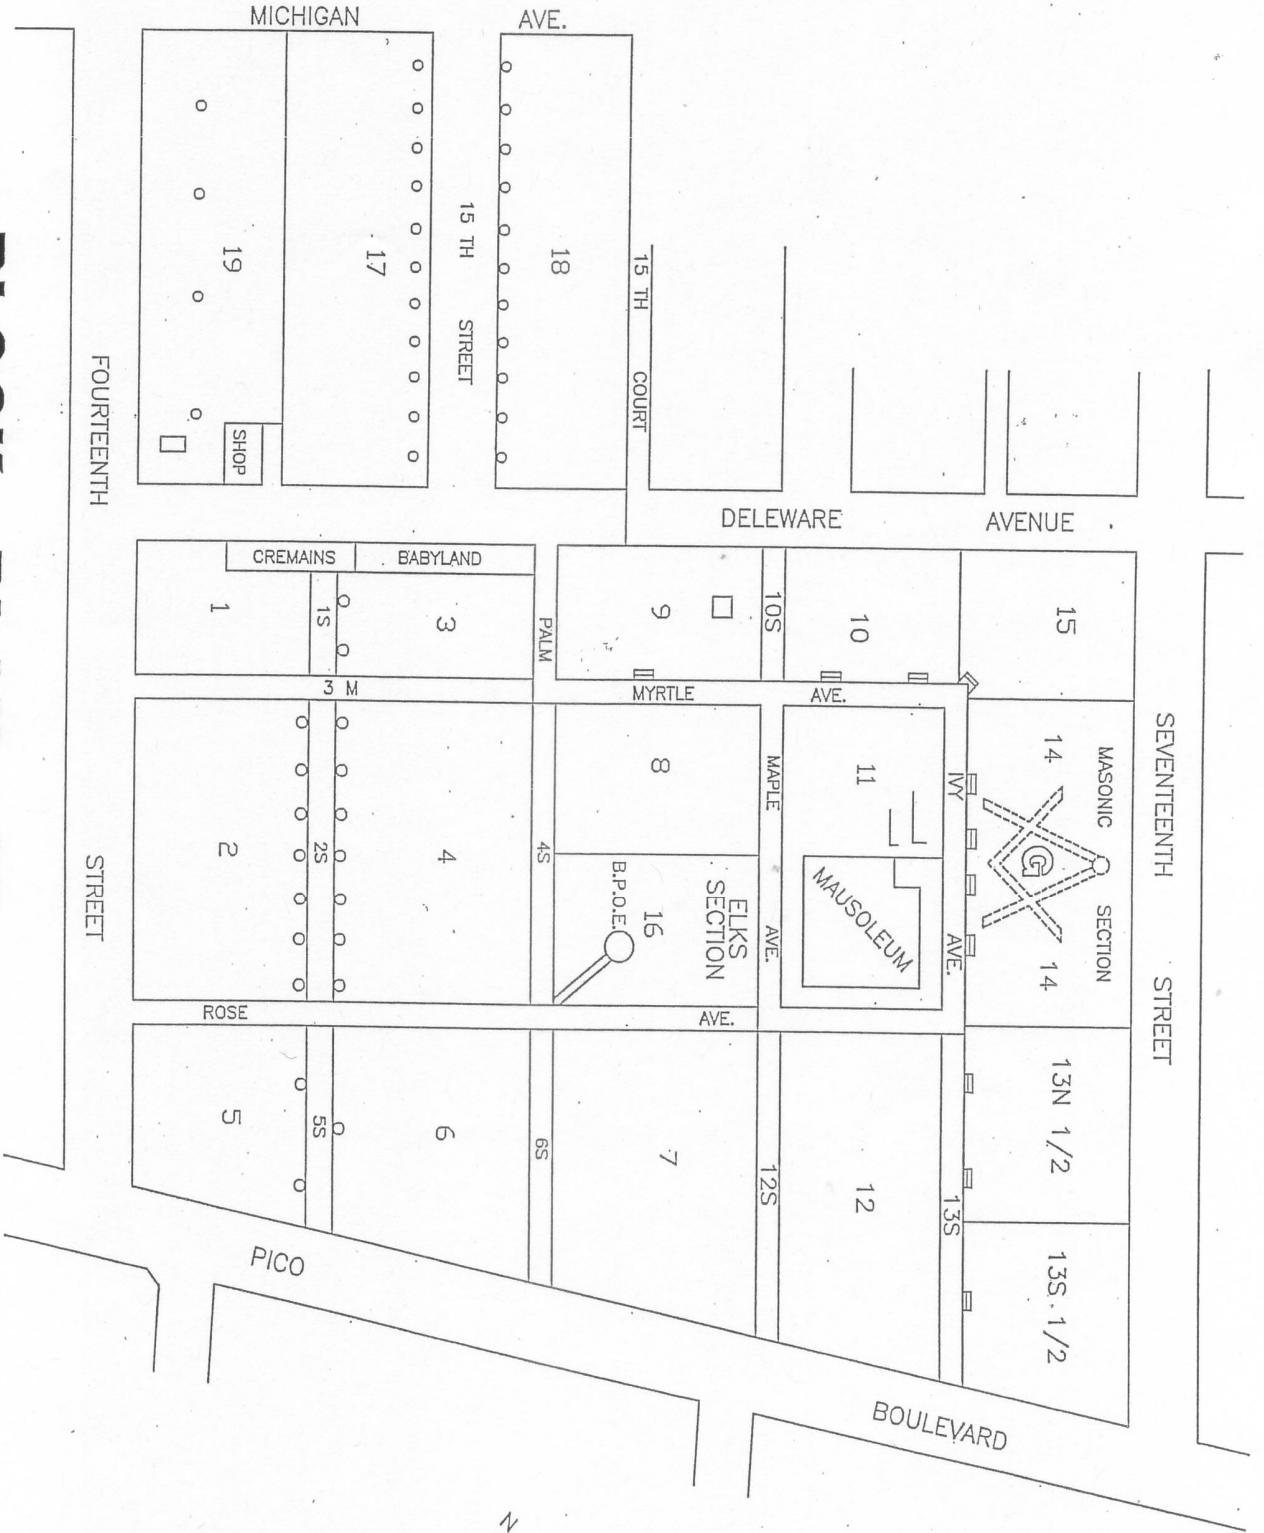 MICHIGAN AVE.
19
17
15 TH STREET
18
15 TH COURT
SHOP
FOURTEENTH STREET
DELEWARE AVENUE
CREMAINS
BABYLAND
1
1S
3
PALM
9
10S
10
15
3 M
MYRTLE AVE.
2
2S
4
4S
8
MAPLE AVE.
11
IVY AVE.
14
MASONIC SECTION
G
14
SEVENTEENTH STREET
B.P.O.E.
16
ELKS
SECTION
MAUSOLEUM
ROSE AVE.
5
5S
6
6S
7
12S
12
13S
13N 1/2
13S 1/2
PICO BOULEVARD
N